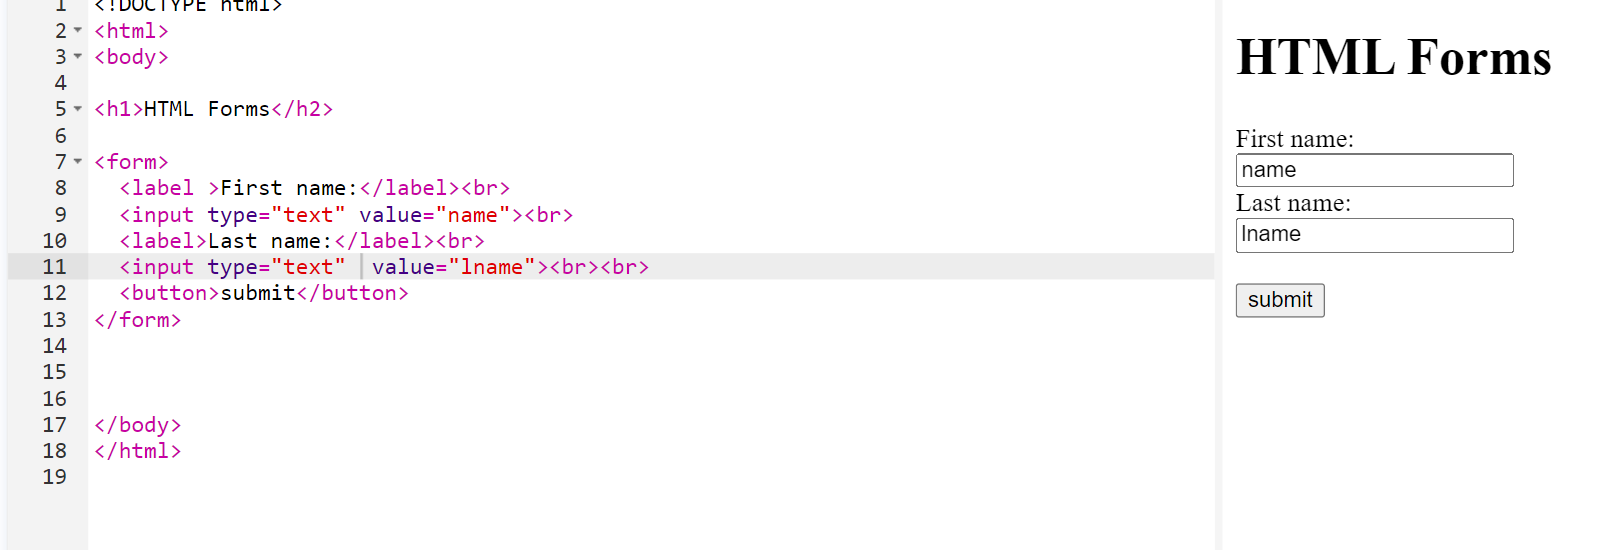 1 <!DOCTYPE html>
2 <html>
3 <body>
4
5 <h1>HTML Forms</h2>
6
7 <form>
8   <label >First name:</label><br>
9   <input type="text" value="name"><br>
10   <label>Last name:</label><br>
11   <input type="text"  value="lname"><br><br>
12   <button>submit</button>
13 </form>
14
15
16
17 </body>
18 </html>
19
HTML Forms
First name:
name
Last name:
lname
submit